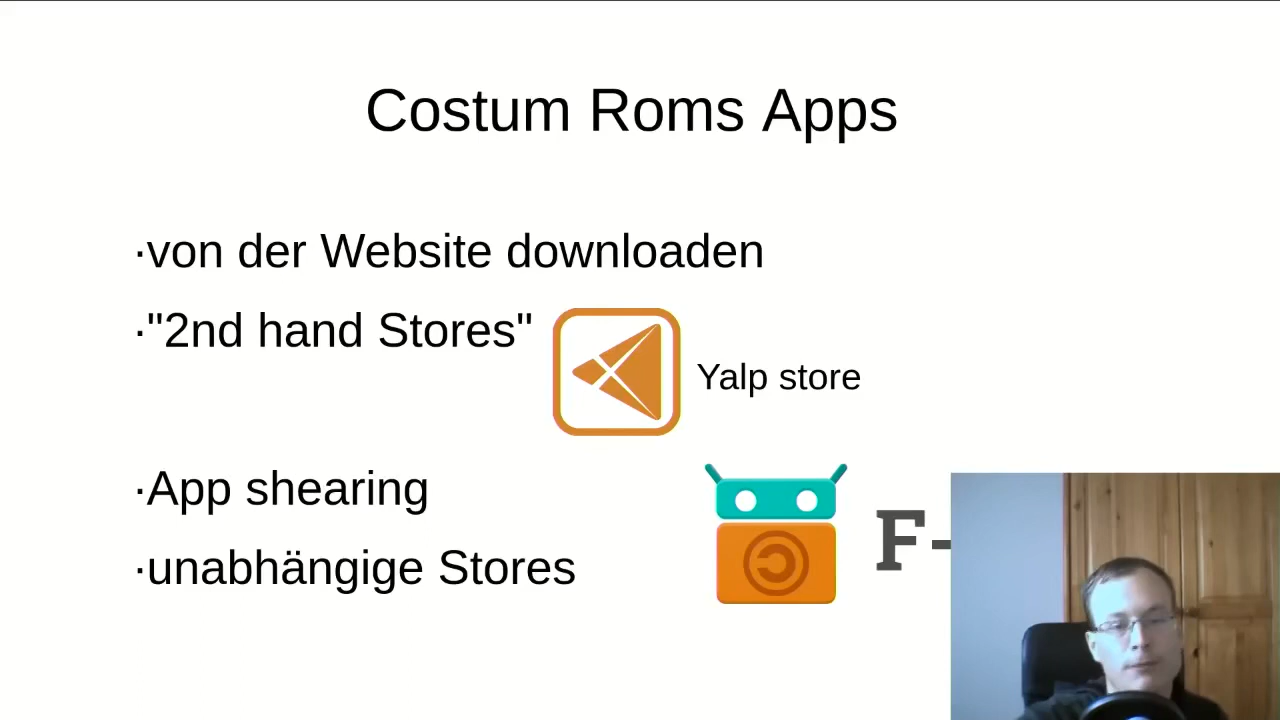 Costum Roms Apps
·von der Website downloaden
·"2nd hand Stores"
Yalp store
·App shearing
F-
·unabhängige Stores